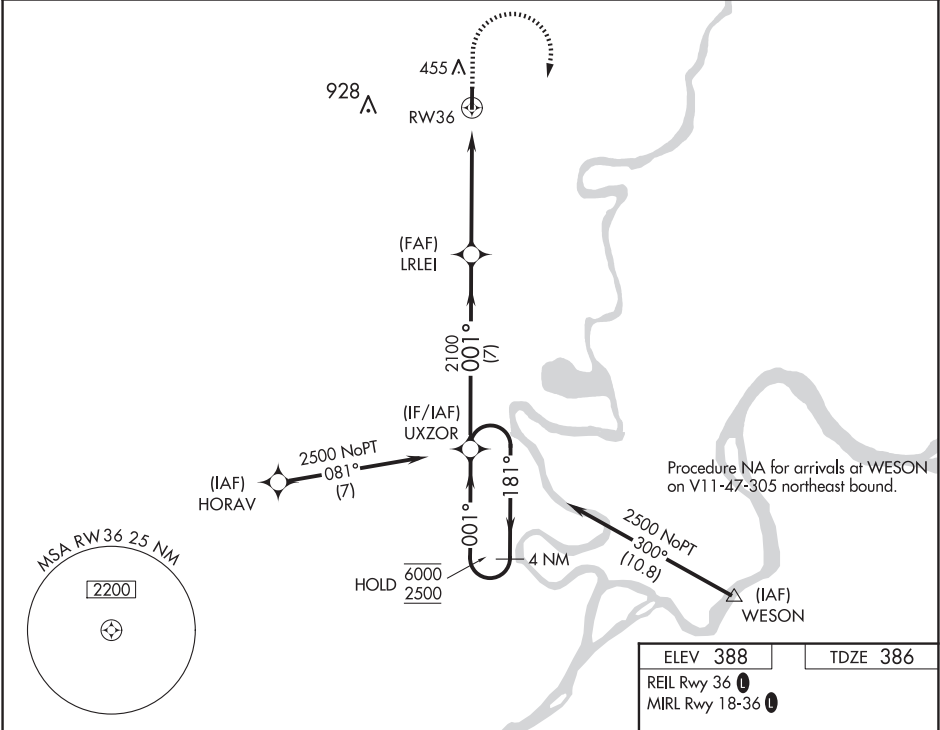 455
928
RW36
(FAF)
LRLEI
2100
001°
(7)
(IF/IAF)
UXZOR
2500 NoPT
081°
(7)
(IAF)
HORAV
181°
001°
Procedure NA for arrivals at WESON
on V11-47-305 northeast bound.
2500 NoPT
300°
(10.8)
4 NM
HOLD
6000
2500
(IAF)
WESON
MSA RW36 25 NM
2200
ELEV 388
TDZE 386
REIL Rwy 36 L
MIRL Rwy 18-36 L